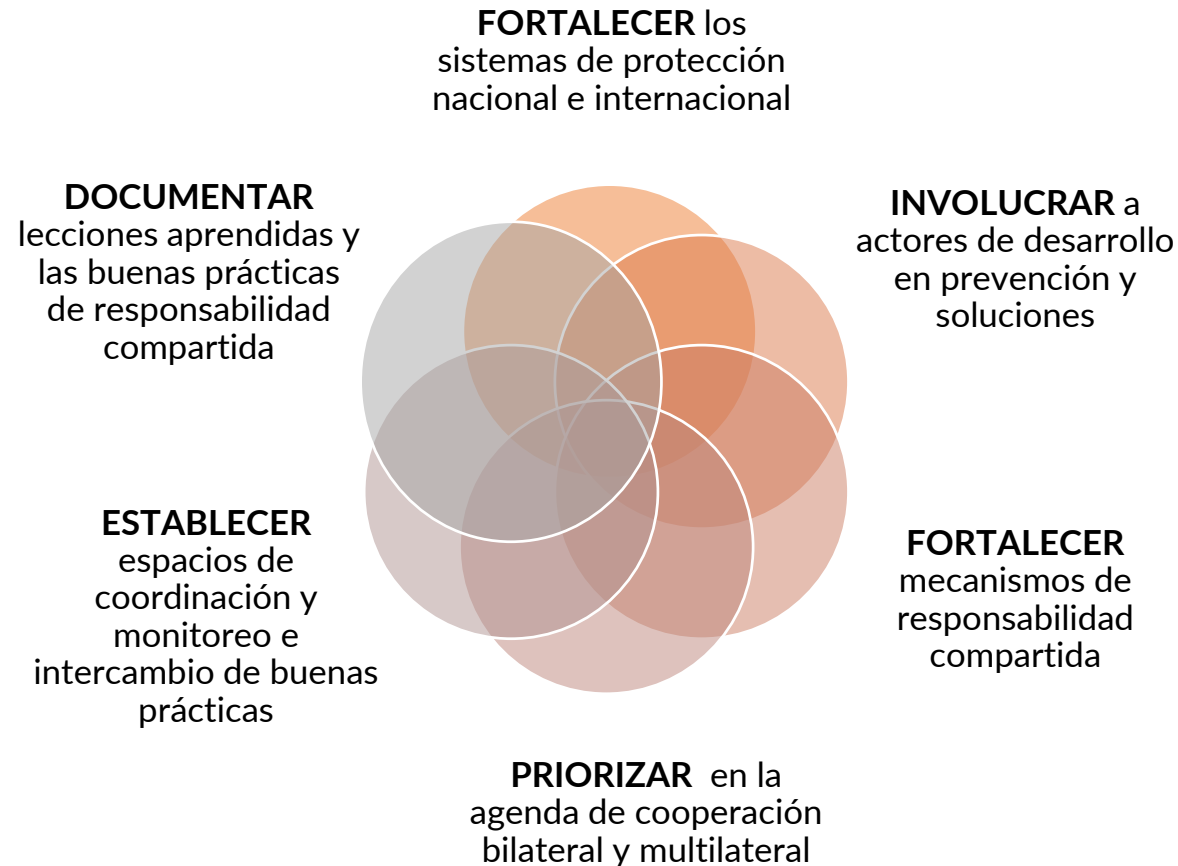 FORTALECER los
sistemas de protección
nacional e internacional
INVOLUCRAR a
actores de desarrollo
en prevención y
soluciones
FORTALECER
mecanismos de
responsabilidad
compartida
PRIORIZAR en la
agenda de cooperación
bilateral y multilateral
ESTABLECER
espacios de
coordinación y
monitoreo e
intercambio de buenas
prácticas
DOCUMENTAR
lecciones aprendidas y
las buenas prácticas
de responsabilidad
compartida